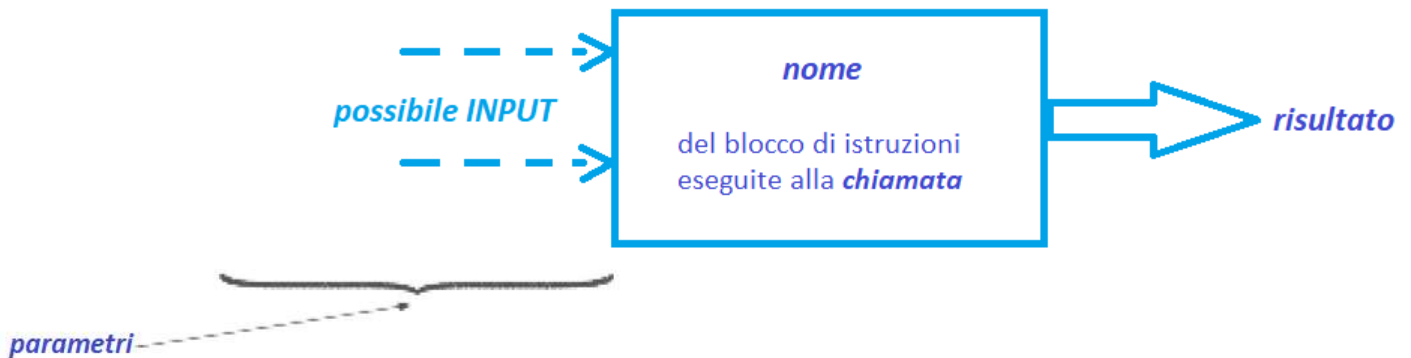 nome
possibile INPUT
risultato
del blocco di istruzioni
eseguite alla chiamata
parametri